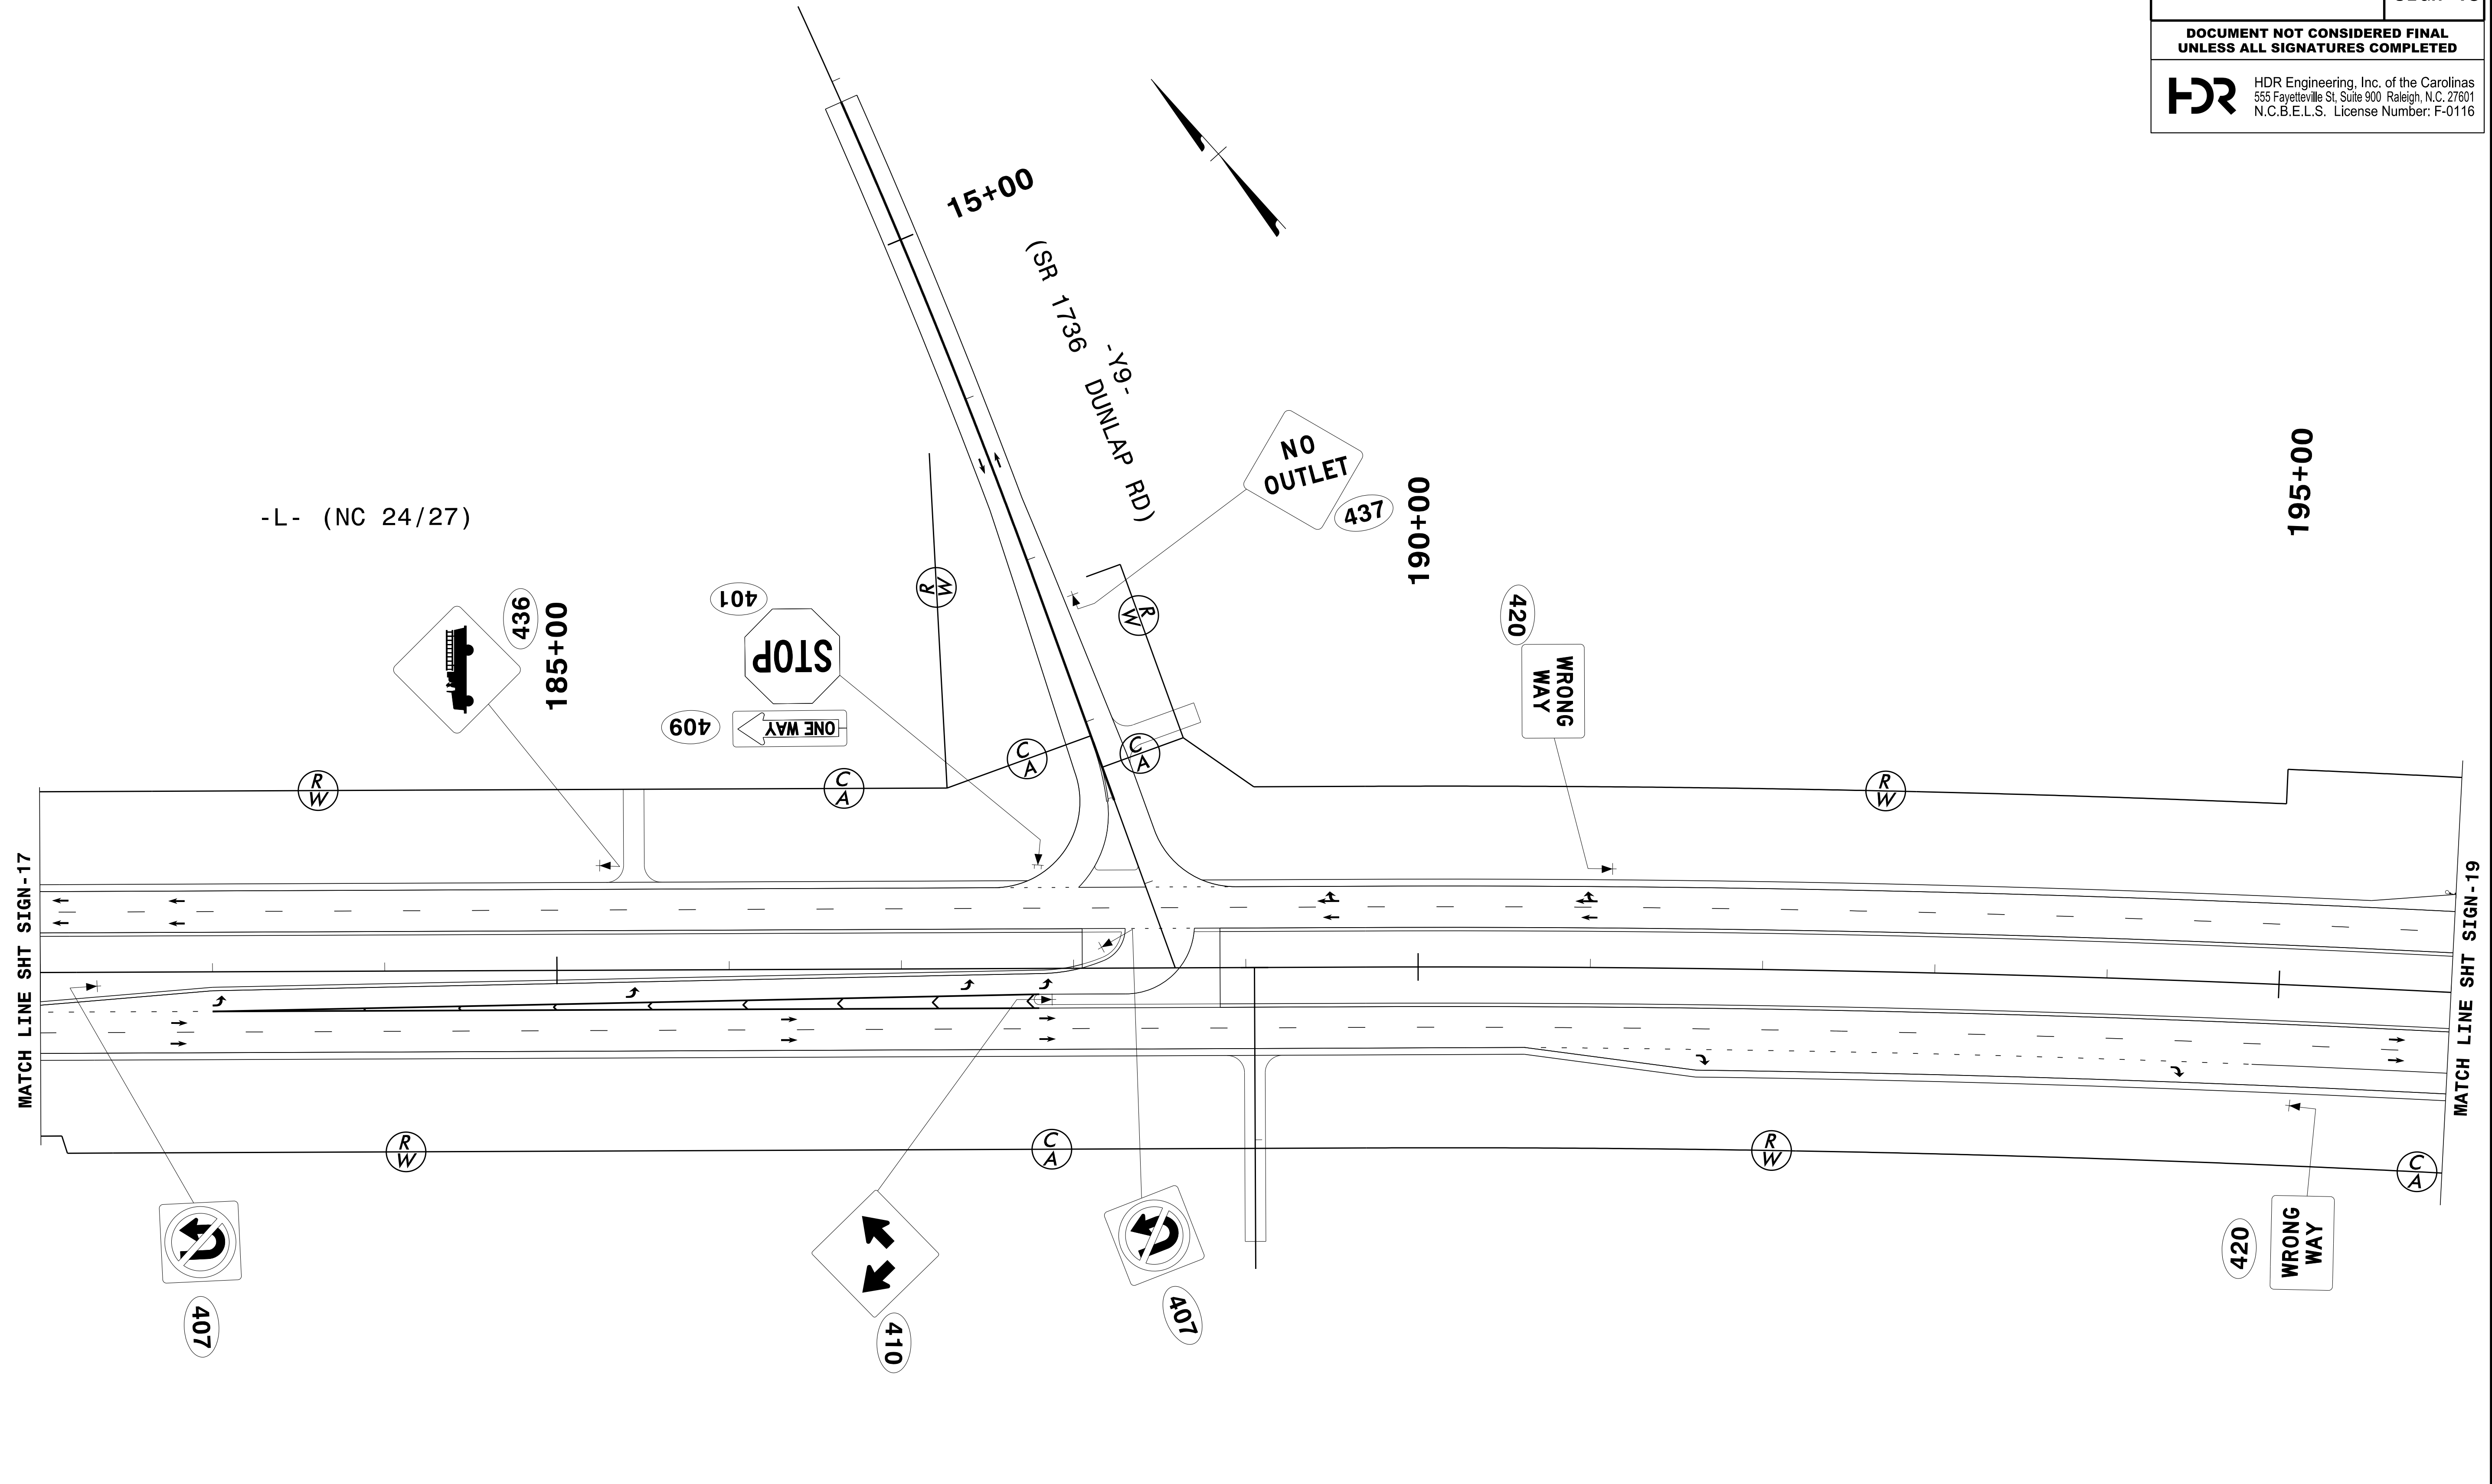 DOCUMENT NOT CONSIDERED FINAL
UNLESS ALL SIGNATURES COMPLETED
HDR
HDR Engineering, Inc. of the Carolinas
555 Fayetteville St, Suite 900 Raleigh, N.C. 27601
N.C.B.E.L.S. License Number: F-0116
15+00
-Y9-
(SR 1736 DUNLAP RD)
NO
OUTLET
437
190+00
195+00
-L- (NC 24/27)
436
185+00
401
STOP
409
ONE WAY
R
W
R
W
420
WRONG
WAY
R
W
C
A
C
A
C
A
R
W
MATCH LINE SHT SIGN-17
MATCH LINE SHT SIGN-19
R
W
C
A
R
W
C
A
407
410
407
420
WRONG
WAY